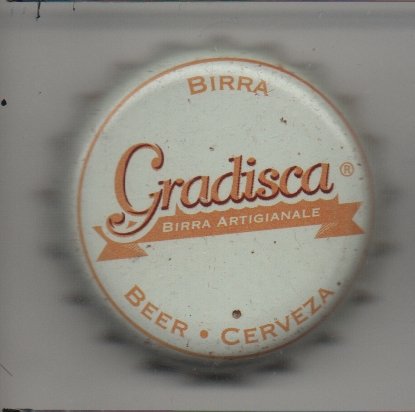 BIRRA
Gradisca ®
BIRRA ARTIGIANALE
BEER • CERVEZA